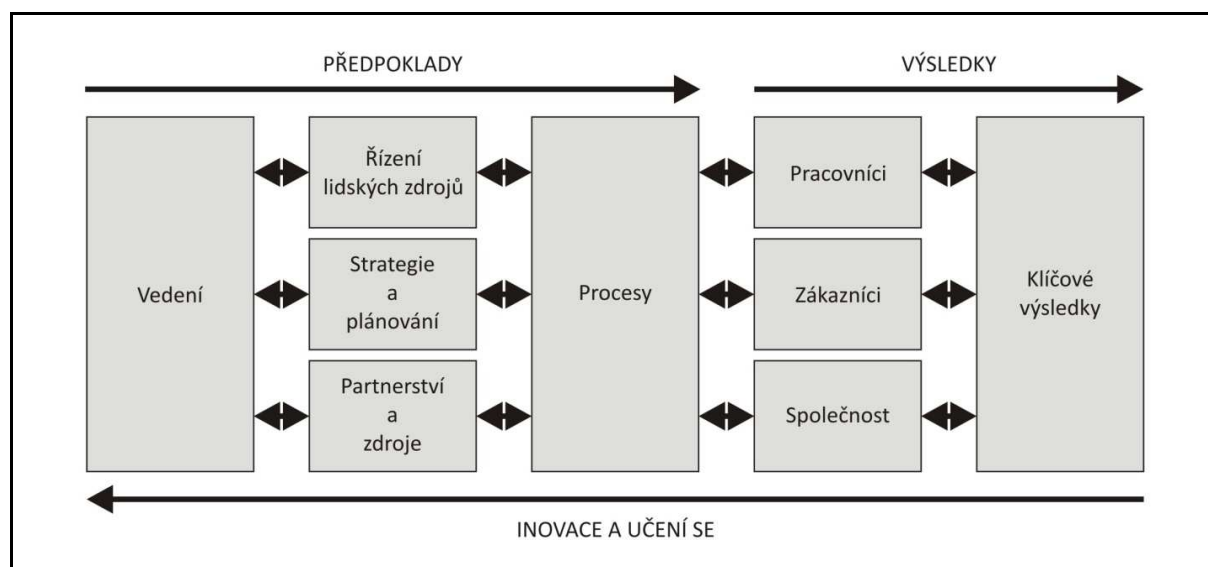 PŘEDPOKLADY
VÝSLEDKY
Vedení
Řízení
lidských zdrojů
Strategie
a
plánování
Partnerství
a
zdroje
Procesy
Pracovníci
Zákazníci
Společnost
Klíčové
výsledky
INOVACE A UČENÍ SE